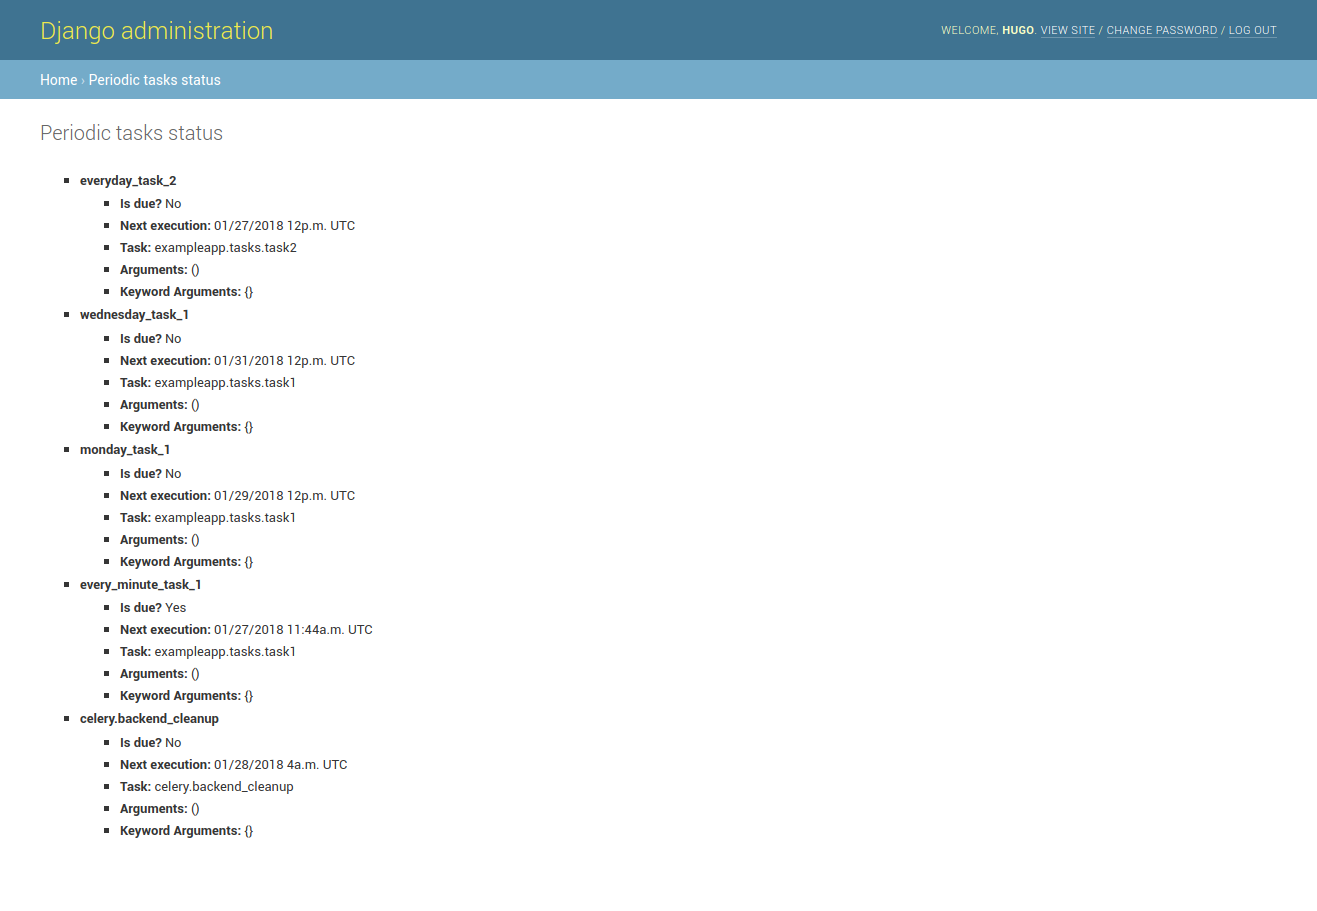 Django administration
WELCOME, HUGO. VIEW SITE / CHANGE PASSWORD / LOG OUT
Home › Periodic tasks status
Periodic tasks status
everyday_task_2
Is due? No
Next execution: 01/27/2018 12p.m. UTC
Task: exampleapp.tasks.task2
Arguments: ()
Keyword Arguments: {}
wednesday_task_1
Is due? No
Next execution: 01/31/2018 12p.m. UTC
Task: exampleapp.tasks.task1
Arguments: ()
Keyword Arguments: {}
monday_task_1
Is due? No
Next execution: 01/29/2018 12p.m. UTC
Task: exampleapp.tasks.task1
Arguments: ()
Keyword Arguments: {}
every_minute_task_1
Is due? Yes
Next execution: 01/27/2018 11:44a.m. UTC
Task: exampleapp.tasks.task1
Arguments: ()
Keyword Arguments: {}
celery.backend_cleanup
Is due? No
Next execution: 01/28/2018 4a.m. UTC
Task: celery.backend_cleanup
Arguments: ()
Keyword Arguments: {}